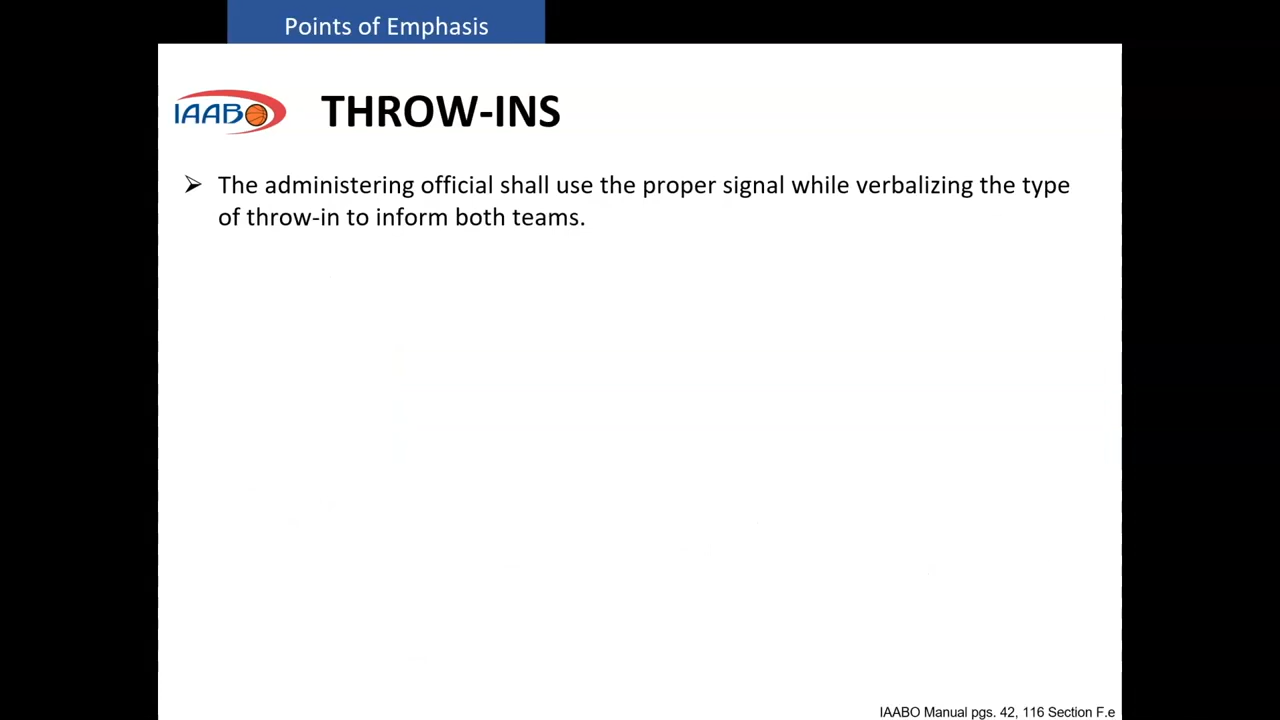 Points of Emphasis
IAABO
THROW-INS
➢ The administering official shall use the proper signal while verbalizing the type
of throw-in to inform both teams.
IAABO Manual pgs. 42, 116 Section F.e